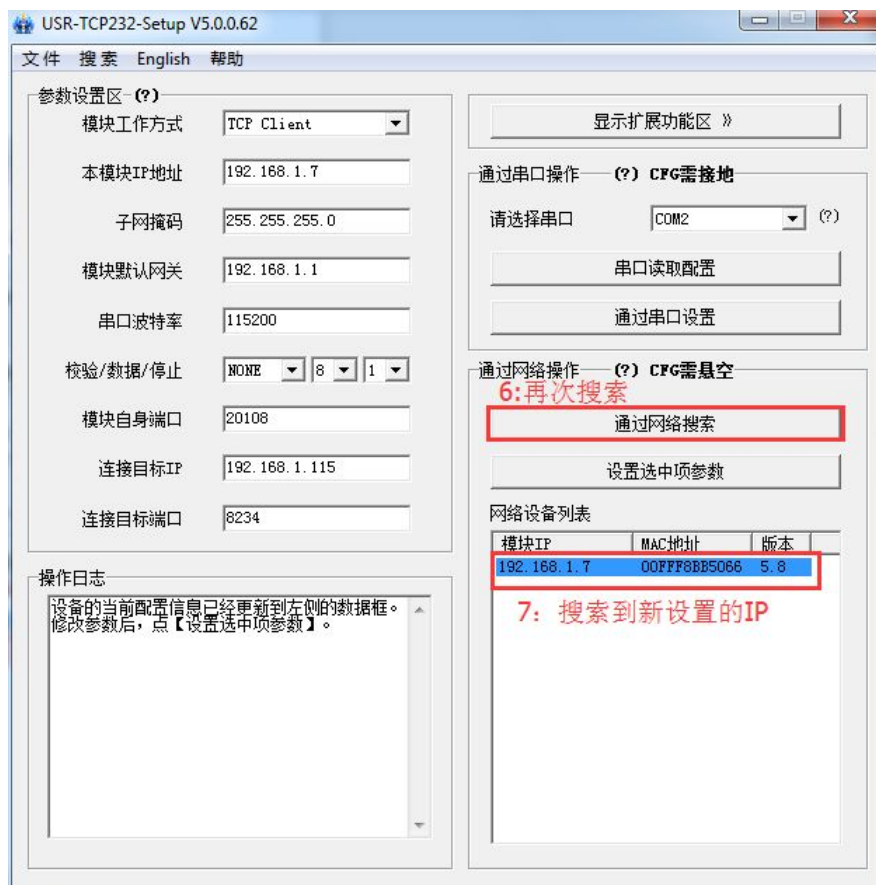 USR-TCP232-Setup V5.0.0.62
文件 搜索 English 帮助
参数设置区 (?)
模块工作方式 TCP Client
本模块IP地址 192.168.1.7
子网掩码 255.255.255.0
模块默认网关 192.168.1.1
串口波特率 115200
校验/数据/停止 NONE 8 1
模块自身端口 20108
连接目标IP 192.168.1.115
连接目标端口 8234
操作日志
设备的当前配置信息已经更新到左侧的数据框。
修改参数后，点【设置选中项参数】。
显示扩展功能区 》
通过串口操作 (?) CFG需接地
请选择串口 COM2 (?)
串口读取配置
通过串口设置
通过网络操作 (?) CFG需悬空
6:再次搜索
通过网络搜索
设置选中项参数
网络设备列表
模块IP MAC地址 版本
192.168.1.7 00FFF8BB5066 5.8
7：搜索到新设置的IP